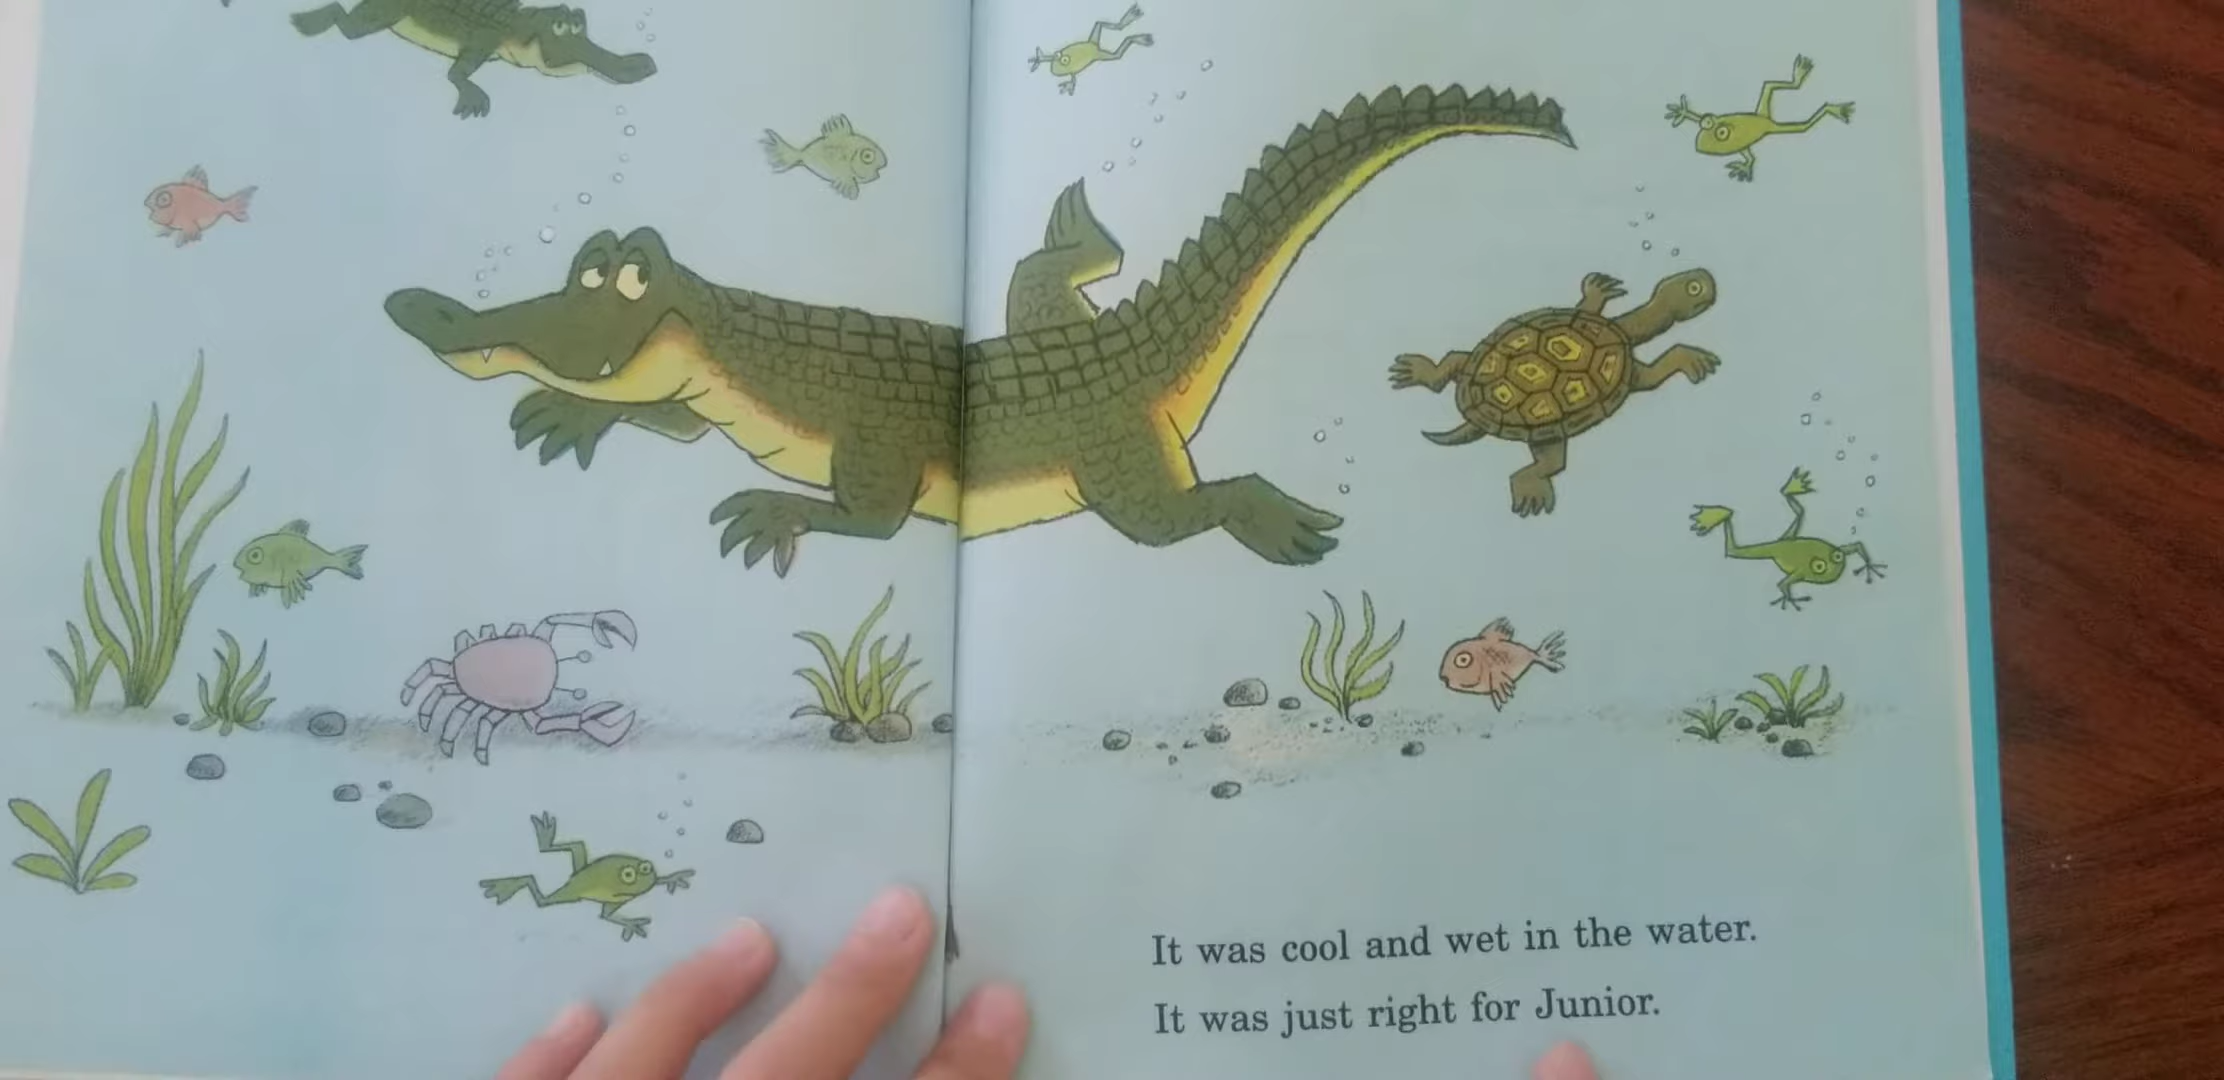 It was cool and wet in the water.
It was just right for Junior.